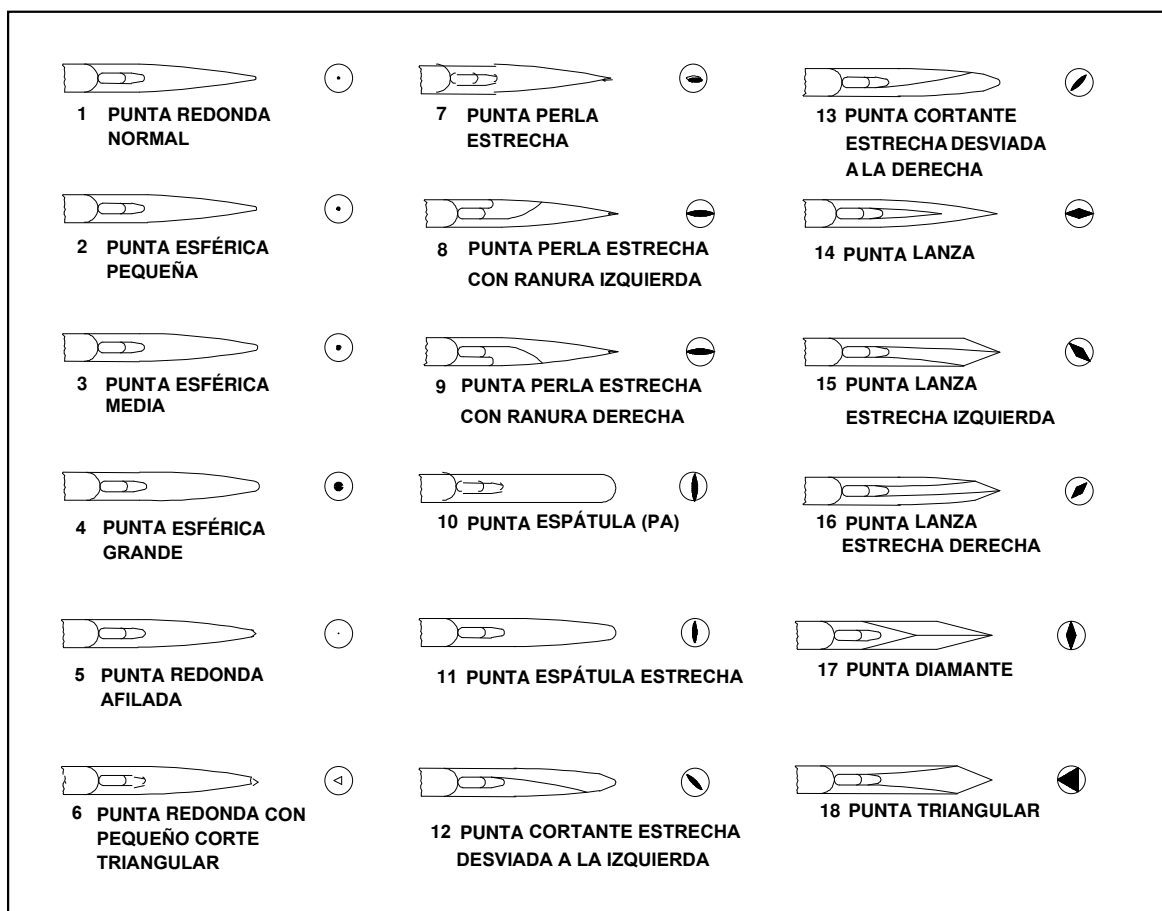 1 PUNTA REDONDA
NORMAL
2 PUNTA ESFÉRICA
PEQUEÑA
3 PUNTA ESFÉRICA
MEDIA
4 PUNTA ESFÉRICA
GRANDE
5 PUNTA REDONDA
AFILADA
6 PUNTA REDONDA CON
PEQUEÑO CORTE
TRIANGULAR
7 PUNTA PERLA
ESTRECHA
8 PUNTA PERLA ESTRECHA
CON RANURA IZQUIERDA
9 PUNTA PERLA ESTRECHA
CON RANURA DERECHA
10 PUNTA ESPÁTULA (PA)
11 PUNTA ESPÁTULA ESTRECHA
12 PUNTA CORTANTE ESTRECHA
DESVIADA A LA IZQUIERDA
13 PUNTA CORTANTE
ESTRECHA DESVIADA
A LA DERECHA
14 PUNTA LANZA
15 PUNTA LANZA
ESTRECHA IZQUIERDA
16 PUNTA LANZA
ESTRECHA DERECHA
17 PUNTA DIAMANTE
18 PUNTA TRIANGULAR